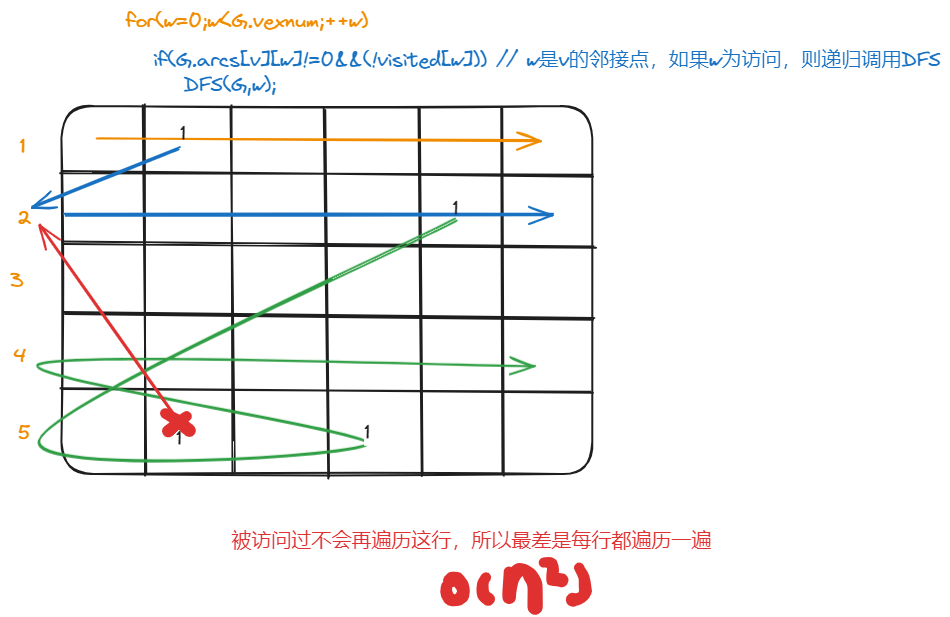 for(w=0;w<G.vexnum;++w)
if(G.arcs[v][w]!=0&&(!visited[w])) // w是v的邻接点，如果w为访问，则递归调用DFS
DFS(G,w);
1 1
2 1
3
4
5 1 1
被访问过不会再遍历这行，所以最差是每行都遍历一遍
O(n²)